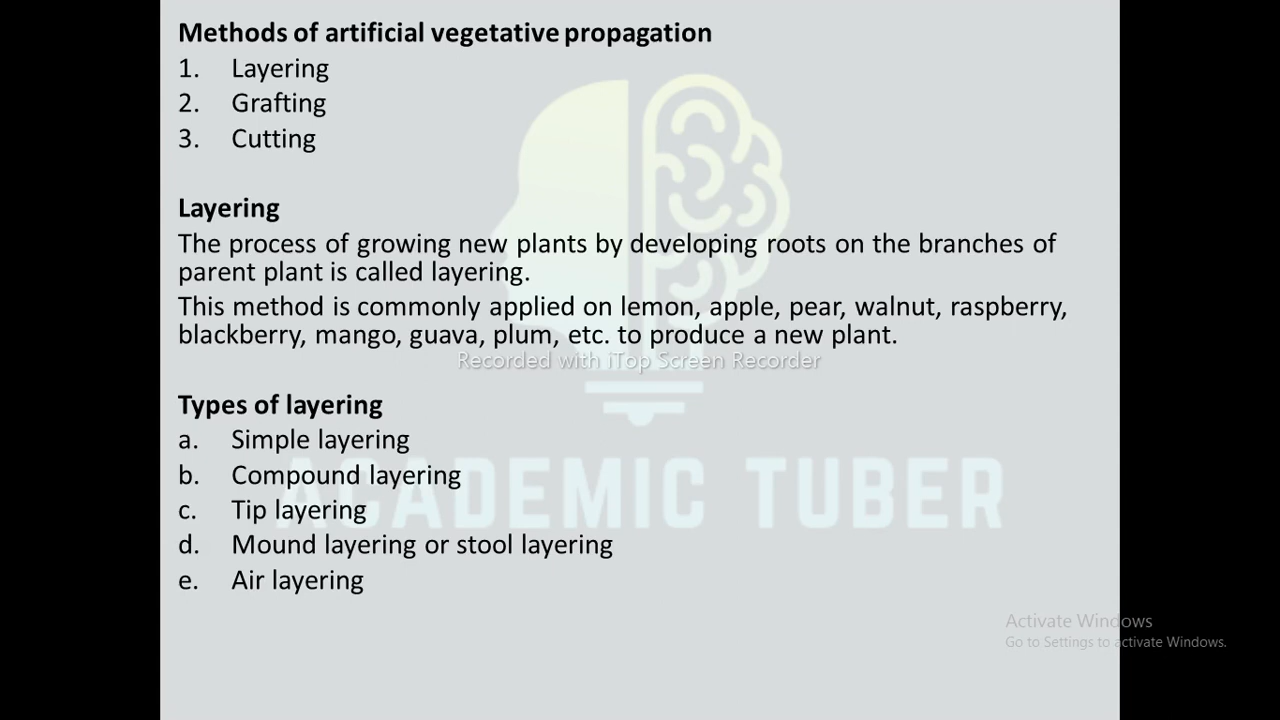 Methods of artificial vegetative propagation
1. Layering
2. Grafting
3. Cutting
Layering
The process of growing new plants by developing roots on the branches of
parent plant is called layering.
This method is commonly applied on lemon, apple, pear, walnut, raspberry,
blackberry, mango, guava, plum, etc. to produce a new plant.
Recorded with iTop Screen Recorder
Types of layering
a. Simple layering
b. Compound layering
c. Tip layering
d. Mound layering or stool layering
e. Air layering
ACADEMIC TUBER
Activate Windows
Go to Settings to activate Windows.